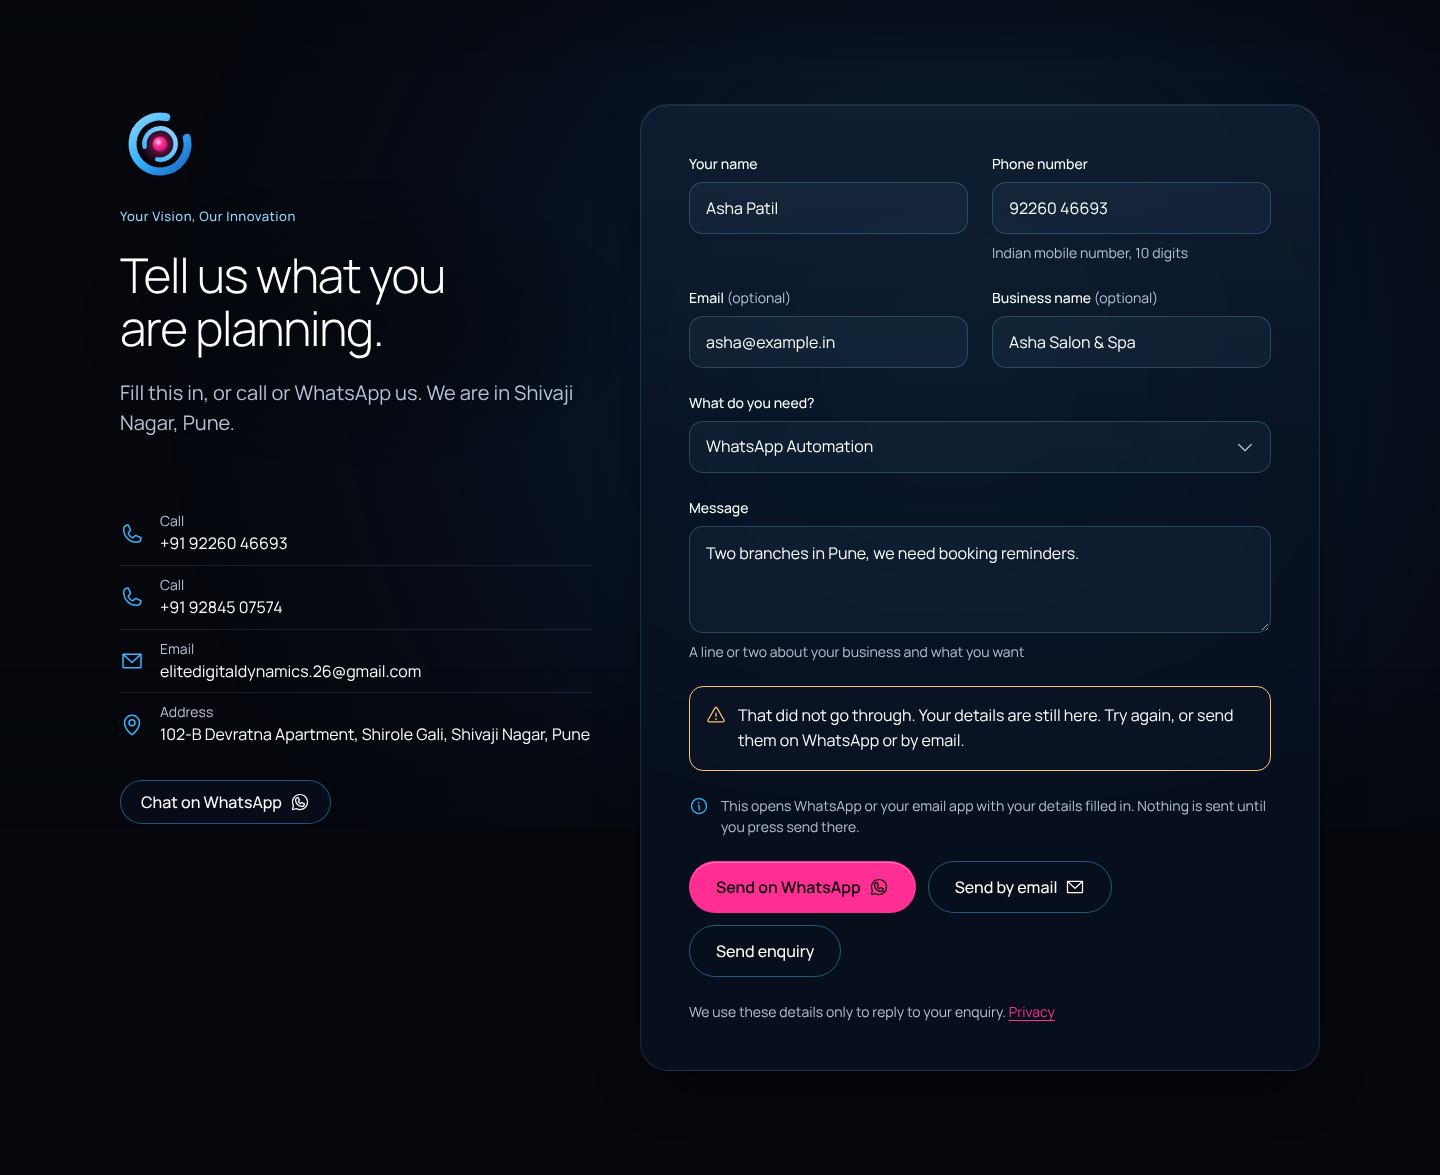 Your Vision, Our Innovation
Tell us what you
are planning.
Fill this in, or call or WhatsApp us. We are in Shivaji
Nagar, Pune.
Call
+91 92260 46693
Call
+91 92845 07574
Email
elitedigitaldynamics.26@gmail.com
Address
102-B Devratna Apartment, Shirole Gali, Shivaji Nagar, Pune
Chat on WhatsApp
Your name
Asha Patil
Phone number
92260 46693
Indian mobile number, 10 digits
Email (optional)
asha@example.in
Business name (optional)
Asha Salon & Spa
What do you need?
WhatsApp Automation
Message
Two branches in Pune, we need booking reminders.
A line or two about your business and what you want
That did not go through. Your details are still here. Try again, or send
them on WhatsApp or by email.
This opens WhatsApp or your email app with your details filled in. Nothing is sent until
you press send there.
Send on WhatsApp
Send by email
Send enquiry
We use these details only to reply to your enquiry. Privacy